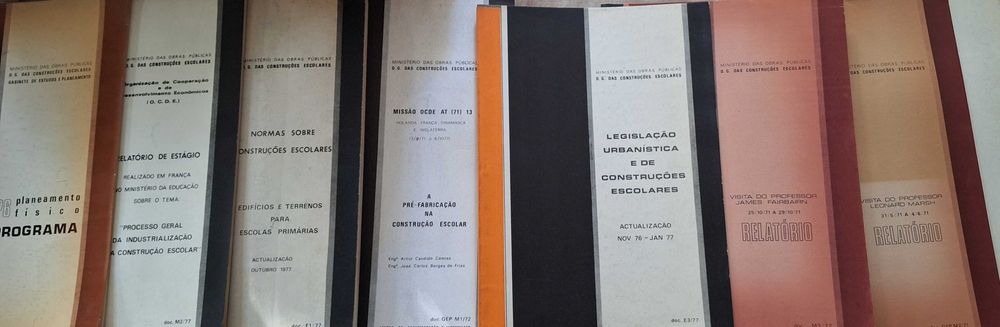 MINISTÉRIO DAS OBRAS PÚBLICAS
D. G. DAS CONSTRUÇÕES ESCOLARES
GABINETE DE ESTUDOS E PLANEAMENTO
planeamento
físico
PROGRAMA
MINISTÉRIO DAS OBRAS PÚBLICAS
D. G. DAS CONSTRUÇÕES ESCOLARES
Organização de Cooperação
e de
Desenvolvimento Económicos
(O. C. D. E.)
RELATÓRIO DE ESTÁGIO
REALIZADO EM FRANÇA
NO MINISTÉRIO DA EDUCAÇÃO
SOBRE O TEMA:
"PROCESSO GERAL
DA INDUSTRIALIZAÇÃO
DA CONSTRUÇÃO ESCOLAR"
doc. M2/77
MINISTÉRIO DAS OBRAS PÚBLICAS
D. G. DAS CONSTRUÇÕES ESCOLARES
NORMAS SOBRE
CONSTRUÇÕES ESCOLARES
EDIFÍCIOS E TERRENOS
PARA
ESCOLAS PRIMÁRIAS
ACTUALIZAÇÃO
OUTUBRO 1977
doc. E1/77
MINISTÉRIO DAS OBRAS PÚBLICAS
D. G. DAS CONSTRUÇÕES ESCOLARES
MISSÃO OCDE AT (71) 13
HOLANDA, FRANÇA, DINAMARCA
E INGLATERRA
A
PRÉ-FABRICAÇÃO
NA
CONSTRUÇÃO ESCOLAR
Engº Artur Candido Camisa
Engº José Carlos Borges de Frias
doc. GEP M1/72
MINISTÉRIO DAS OBRAS PÚBLICAS
D. G. DAS CONSTRUÇÕES ESCOLARES
LEGISLAÇÃO
URBANÍSTICA
E DE
CONSTRUÇÕES
ESCOLARES
ACTUALIZAÇÃO
NOV 76 - JAN 77
doc. E3/77
MINISTÉRIO DAS OBRAS PÚBLICAS
D. G. DAS CONSTRUÇÕES ESCOLARES
VISITA DO PROFESSOR
JAMES FAIRBAIRN
25/10/71 A 29/10/71
RELATÓRIO
MINISTÉRIO DAS OBRAS PÚBLICAS
D. G. DAS CONSTRUÇÕES ESCOLARES
VISITA DO PROFESSOR
LEONARD MARSH
31/5/71 A 4/6/71
RELATÓRIO